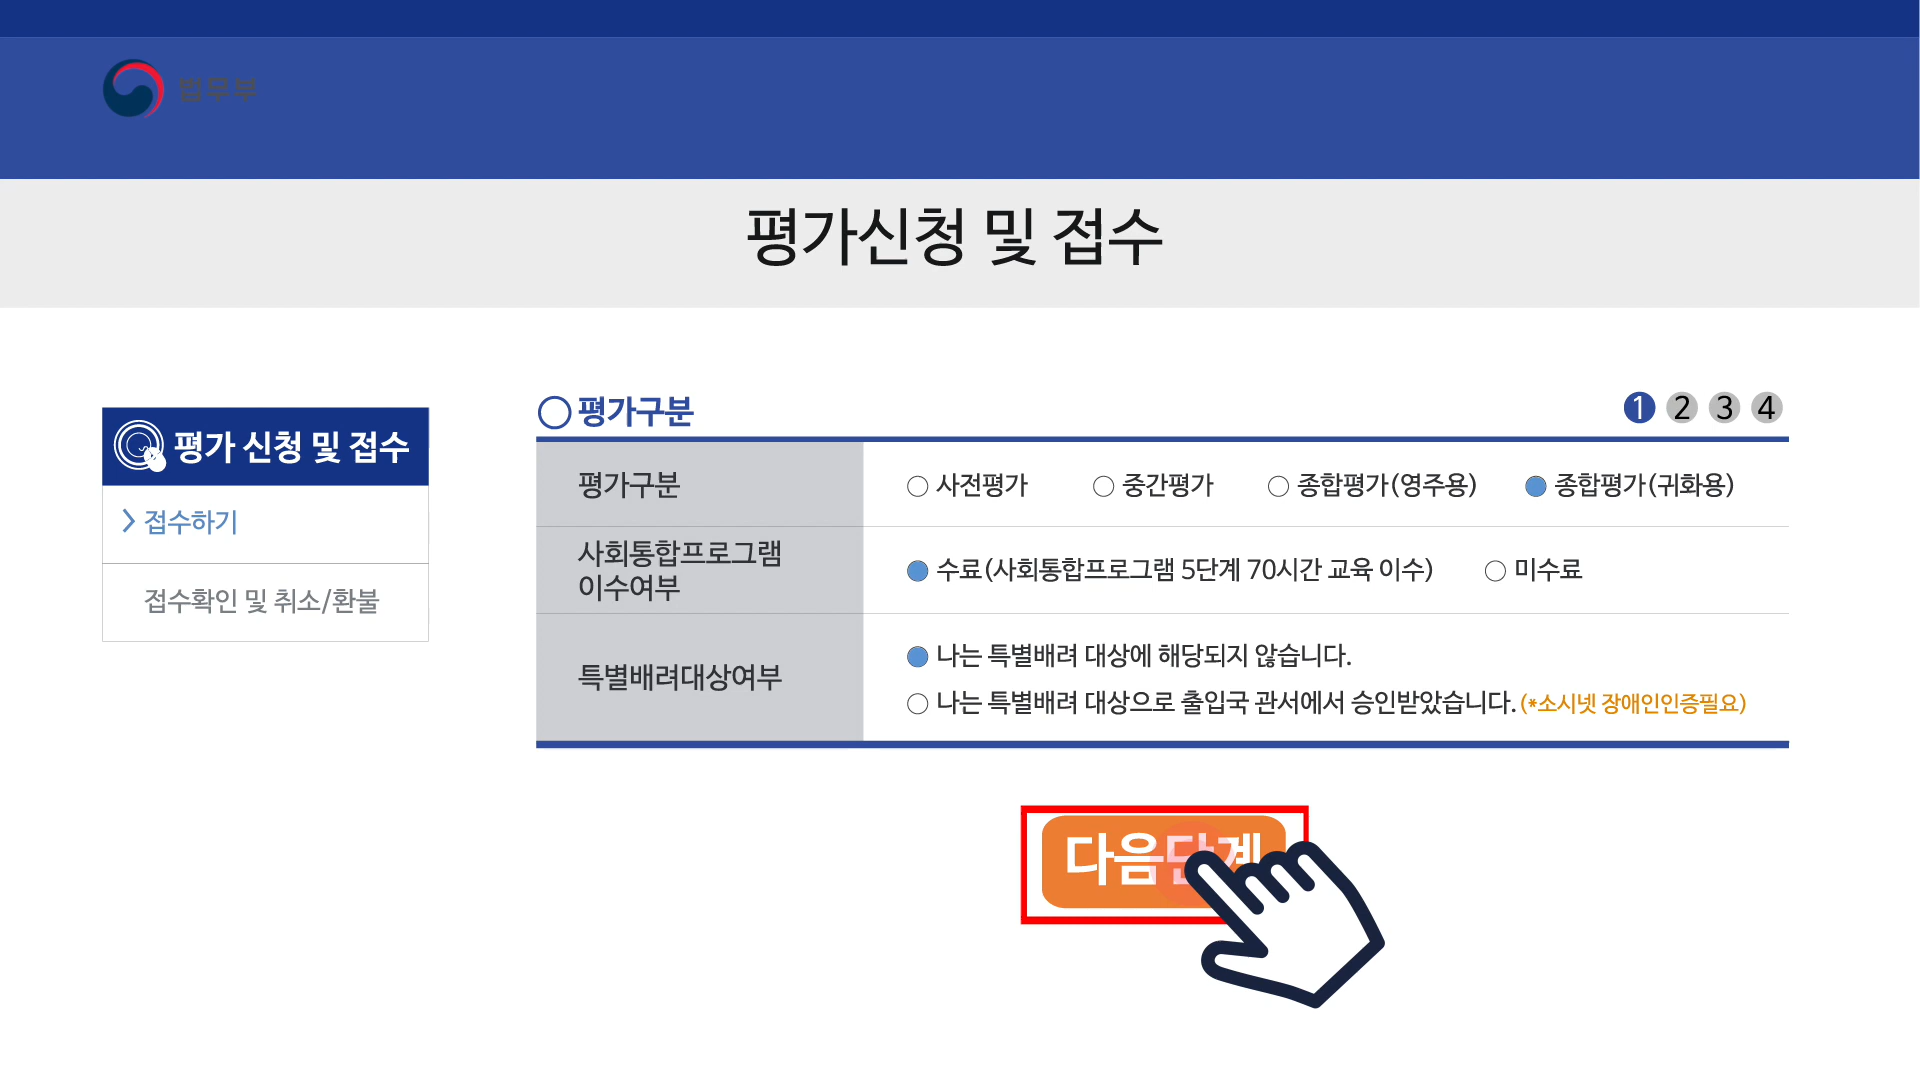 법무부
평가신청 및 접수
평가 신청 및 접수
접수하기
접수확인 및 취소/환불
평가구분
1 2 3 4
평가구분
사전평가 중간평가 종합평가(영주용) 종합평가(귀화용)
사회통합프로그램
이수여부
수료(사회통합프로그램 5단계 70시간 교육 이수) 미수료
특별배려대상여부
나는 특별배려 대상에 해당되지 않습니다.
나는 특별배려 대상으로 출입국 관서에서 승인받았습니다.(*소시넷 장애인인증필요)
다음단계